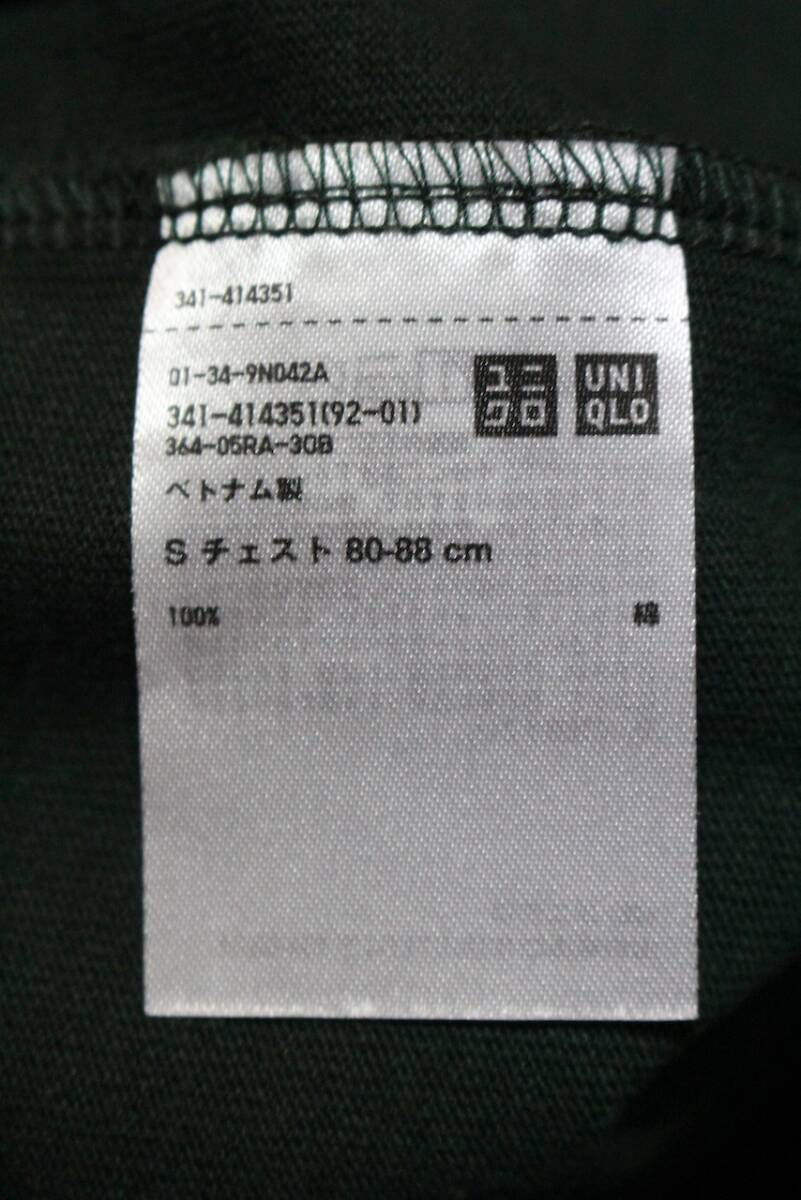 341-414351
01-34-9N042A
341-414351(92-01)
364-05RA-30B
ユニ
クロ
UNI
QLO
ベトナム製
S チェスト 80-88 cm
100% 綿